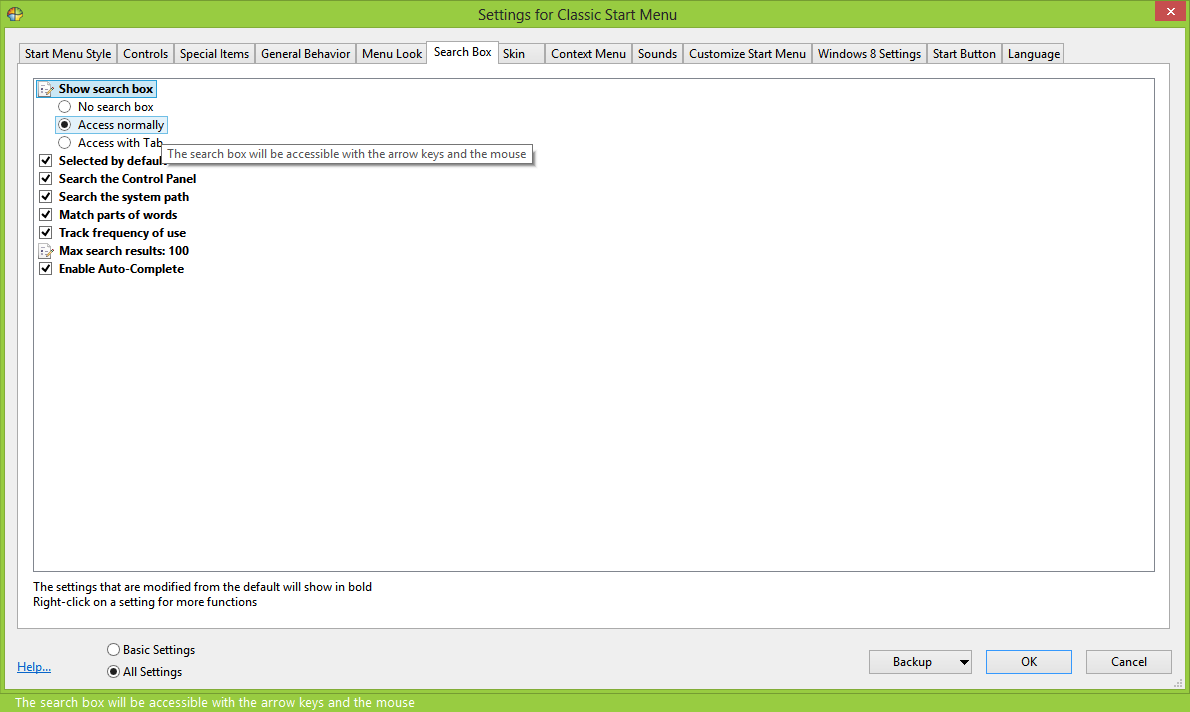 Settings for Classic Start Menu
Start Menu Style Controls Special Items General Behavior Menu Look Search Box Skin Context Menu Sounds Customize Start Menu Windows 8 Settings Start Button Language
Show search box
No search box
Access normally
Access with Tab
The search box will be accessible with the arrow keys and the mouse
Selected by defaul
Search the Control Panel
Search the system path
Match parts of words
Track frequency of use
Max search results: 100
Enable Auto-Complete
The settings that are modified from the default will show in bold
Right-click on a setting for more functions
Help...
Basic Settings
All Settings
Backup OK Cancel
The search box will be accessible with the arrow keys and the mouse